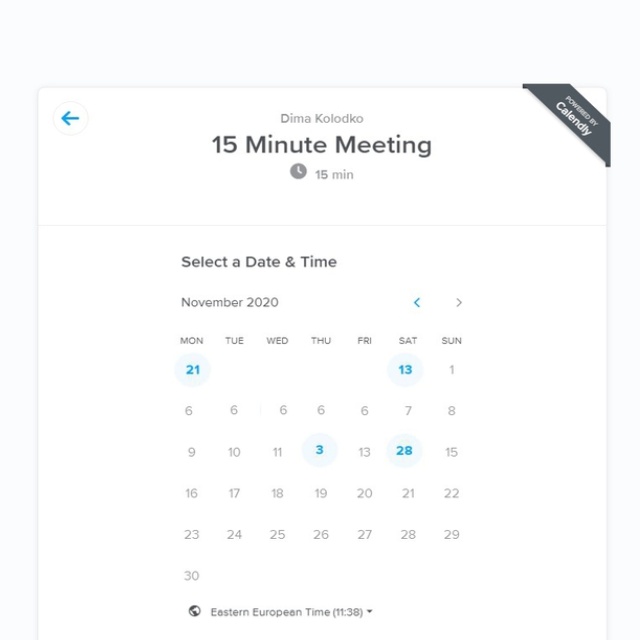 POWERED BY
Calendly
Dima Kolodko
15 Minute Meeting
15 min
Select a Date & Time
November 2020
MON TUE WED THU FRI SAT SUN
21 13 1
6 6 6 6 6 7 8
9 10 11 3 13 28 15
16 17 18 19 20 21 22
23 24 25 26 27 28 29
30
Eastern European Time (11:38)